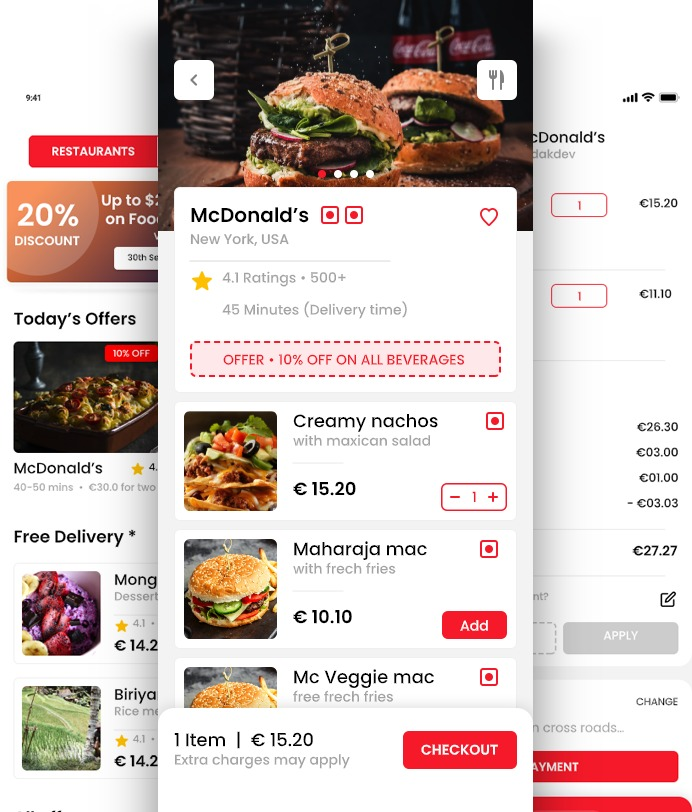 9:41
RESTAURANTS
20%
DISCOUNT
Up to $2
on Foo
30th Se
Today's Offers
10% OFF
McDonald's
4.
40-50 mins • €30.0 for two
Free Delivery *
Mong
Dessert
4.1 •
€ 14.2
Biriya
Rice me
4.1 •
€ 14.2
McDonald's
New York, USA
4.1 Ratings • 500+
45 Minutes (Delivery time)
OFFER • 10% OFF ON ALL BEVERAGES
Creamy nachos
with maxican salad
€ 15.20
− 1 +
Maharaja mac
with frech fries
€ 10.10
Add
Mc Veggie mac
free frech fries
1 Item | € 15.20
Extra charges may apply
CHECKOUT
cDonald's
dakdev
1 €15.20
1 €11.10
€26.30
€03.00
€01.00
- €03.03
€27.27
nt?
APPLY
CHANGE
n cross roads...
AYMENT